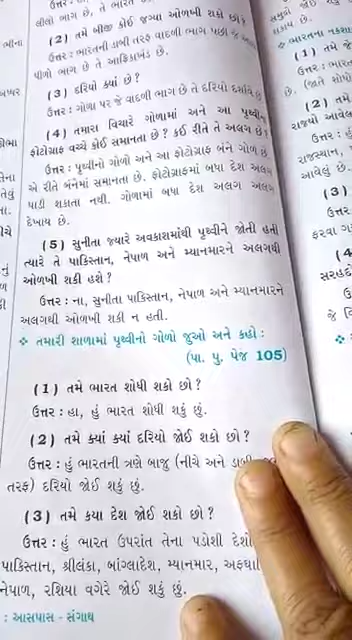 લીલો ભાગ છે, તે ભારત
(2) તમે બીજી કોઈ જગ્યા ઓળખી શકો છો?
ઉત્તર : ભારતની ડાબી તરફ વાદળી ભાગ પછી જે
પીળો ભાગ છે તે આફ્રિકાખંડ છે.
(3) દરિયો ક્યાં છે?
ઉત્તર : ગોળા પર જે વાદળી ભાગ છે તે દરિયો દર્શાવે છે.
(4) તમારા વિચારે ગોળામાં અને આ પૃથ્વીના
ફોટોગ્રાફ વચ્ચે કોઈ સમાનતા છે? કઈ રીતે તે અલગ છે?
ઉત્તર : પૃથ્વીનો ગોળો અને આ ફોટોગ્રાફ બંને ગોળ છે.
એ રીતે બંનેમાં સમાનતા છે. ફોટોગ્રાફમાં બધા દેશ અલગ
પાડી શકાતા નથી. ગોળામાં બધા દેશ અલગ અલગ
દેખાય છે.
(5) સુનીતા જ્યારે અવકાશમાંથી પૃથ્વીને જોતી હતી
ત્યારે તે પાકિસ્તાન, નેપાળ અને મ્યાનમારને અલગથી
ઓળખી શકી હશે?
ઉત્તર : ના, સુનીતા પાકિસ્તાન, નેપાળ અને મ્યાનમારને
અલગથી ઓળખી શકી ન હતી.
❖ તમારી શાળામાં પૃથ્વીનો ગોળો જુઓ અને કહો :
(પા. પુ. પેજ 105)
(1) તમે ભારત શોધી શકો છો?
ઉત્તર : હા, હું ભારત શોધી શકું છું.
(2) તમે ક્યાં ક્યાં દરિયો જોઈ શકો છો?
ઉત્તર : હું ભારતની ત્રણે બાજુ (નીચે અને ડાબી
તરફ) દરિયો જોઈ શકું છું.
(3) તમે કયા દેશ જોઈ શકો છો?
ઉત્તર : હું ભારત ઉપરાંત તેના પડોશી દેશો
પાકિસ્તાન, શ્રીલંકા, બાંગ્લાદેશ, મ્યાનમાર,
નેપાળ, રશિયા વગેરે જોઈ શકું છું.
: આસપાસ - સંગાથ